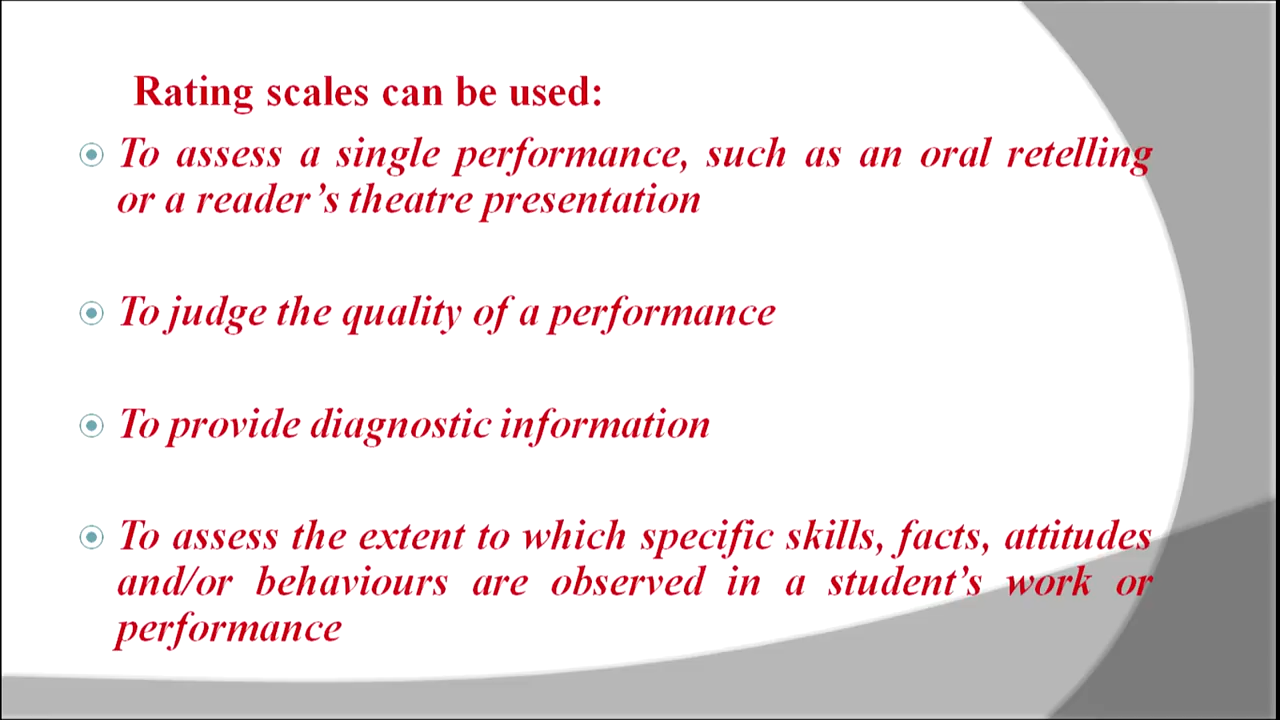 Rating scales can be used:
To assess a single performance, such as an oral retelling
or a reader’s theatre presentation
To judge the quality of a performance
To provide diagnostic information
To assess the extent to which specific skills, facts, attitudes
and/or behaviours are observed in a student’s work or
performance